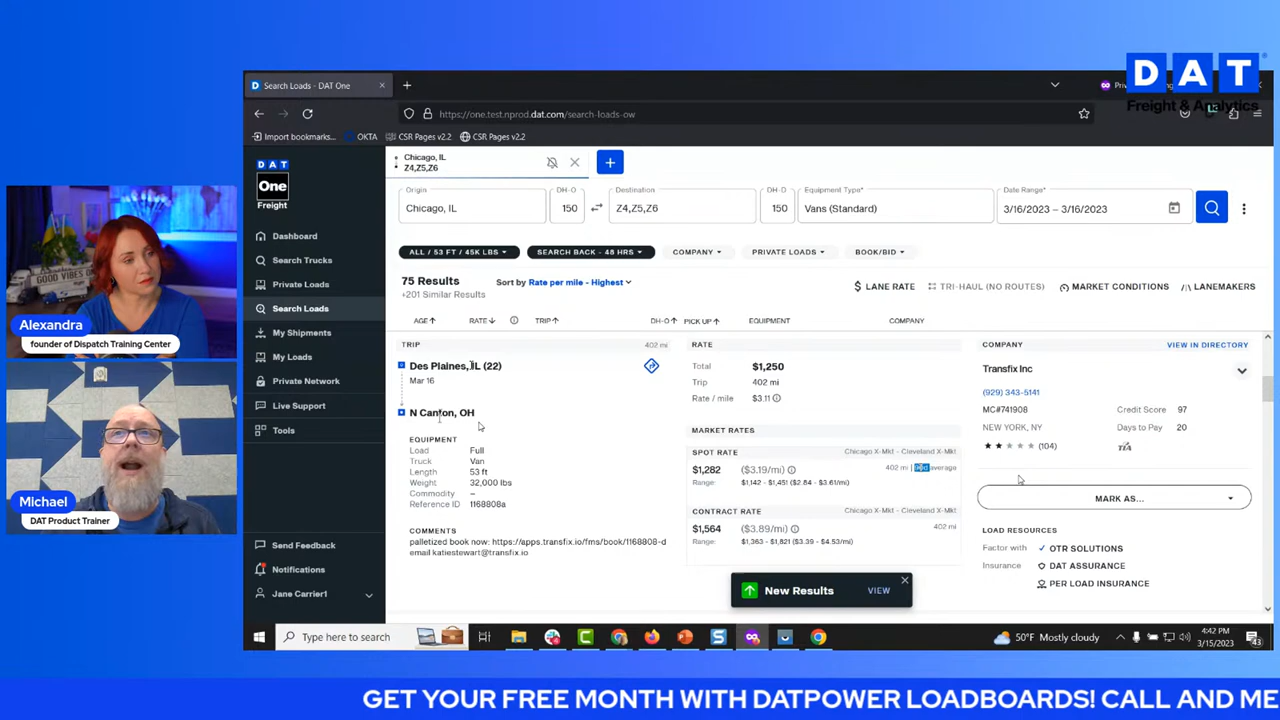 DAT
Freight & Analytics
Search Loads - DAT One
https://one.test.nprod.dat.com/search-loads-ow
Import bookmarks...
OKTA
CSR Pages v2.2
CSR Pages v2.2
DAT
One
Freight
Dashboard
Search Trucks
Private Loads
Search Loads
My Shipments
My Loads
Private Network
Live Support
Tools
Send Feedback
Notifications
Jane Carrier1
Chicago, IL
Z4,Z5,Z6
Origin
Chicago, IL
DH-O
150
Destination
Z4,Z5,Z6
DH-D
150
Equipment Type*
Vans (Standard)
Date Range*
3/16/2023 – 3/16/2023
ALL / 53 FT / 45K LBS
SEARCH BACK - 48 HRS
COMPANY
PRIVATE LOADS
BOOK/BID
75 Results
+201 Similar Results
Sort by Rate per mile - Highest
$ LANE RATE
TRI-HAUL (NO ROUTES)
MARKET CONDITIONS
LANEMAKERS
AGE
RATE
TRIP
DH-O
PICK UP
EQUIPMENT
COMPANY
TRIP
402 mi
Des Plaines, IL (22)
Mar 16
N Canton, OH
EQUIPMENT
Load Full
Truck Van
Length 53 ft
Weight 32,000 lbs
Commodity –
Reference ID 1168808a
COMMENTS
palletized book now: https://apps.transfix.io/fms/book/1168808-d
email katiestewart@transfix.io
RATE
Total $1,250
Trip 402 mi
Rate / mile $3.11
MARKET RATES
SPOT RATE
Chicago X-Mkt - Cleveland X-Mkt
$1,282 ($3.19/mi)
402 mi | average
Range: $1,142 - $1,451 ($2.84 - $3.61/mi)
CONTRACT RATE
Chicago X-Mkt - Cleveland X-Mkt
$1,564 ($3.89/mi)
402 mi
Range: $1,363 - $1,821 ($3.39 - $4.53/mi)
COMPANY
VIEW IN DIRECTORY
Transfix Inc
(929) 343-5141
MC#741908
Credit Score 97
NEW YORK, NY
Days to Pay 20
(104)
tia
MARK AS...
LOAD RESOURCES
Factor with OTR SOLUTIONS
Insurance DAT ASSURANCE
PER LOAD INSURANCE
New Results
VIEW
GOOD VIBES
Alexandra
founder of Dispatch Training Center
Michael
DAT Product Trainer
Type here to search
50°F Mostly cloudy
4:42 PM
3/15/2023
43
GET YOUR FREE MONTH WITH DATPOWER LOADBOARDS! CALL AND ME